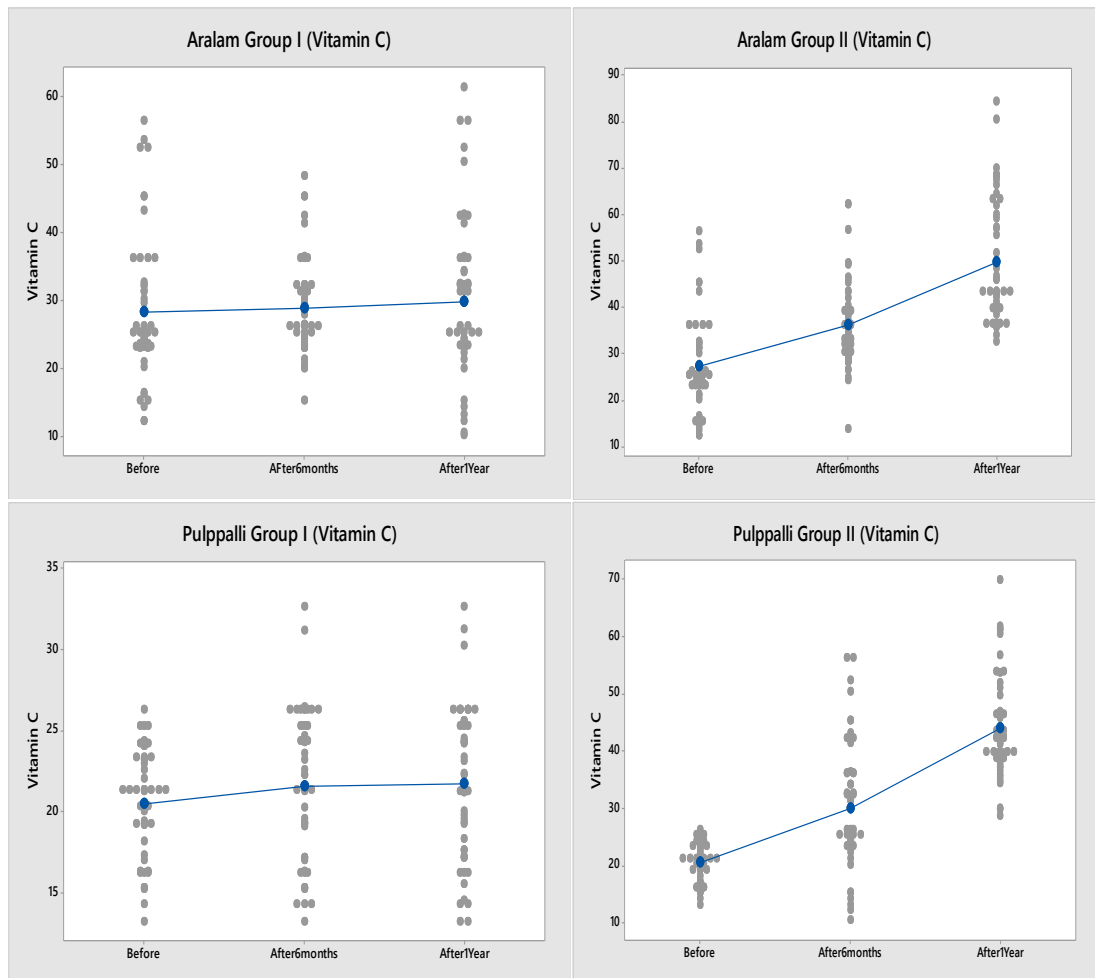 Aralam Group I (Vitamin C)
Vitamin C
60
50
40
30
20
10
Before
AFter6months
After1Year
Aralam Group II (Vitamin C)
Vitamin C
90
80
70
60
50
40
30
20
10
Before
After6months
After1Year
Pulppalli Group I (Vitamin C)
Vitamin C
35
30
25
20
15
Before
After6months
After1Year
Pulppalli Group II (Vitamin C)
Vitamin C
70
60
50
40
30
20
10
Before
After6months
After1Year